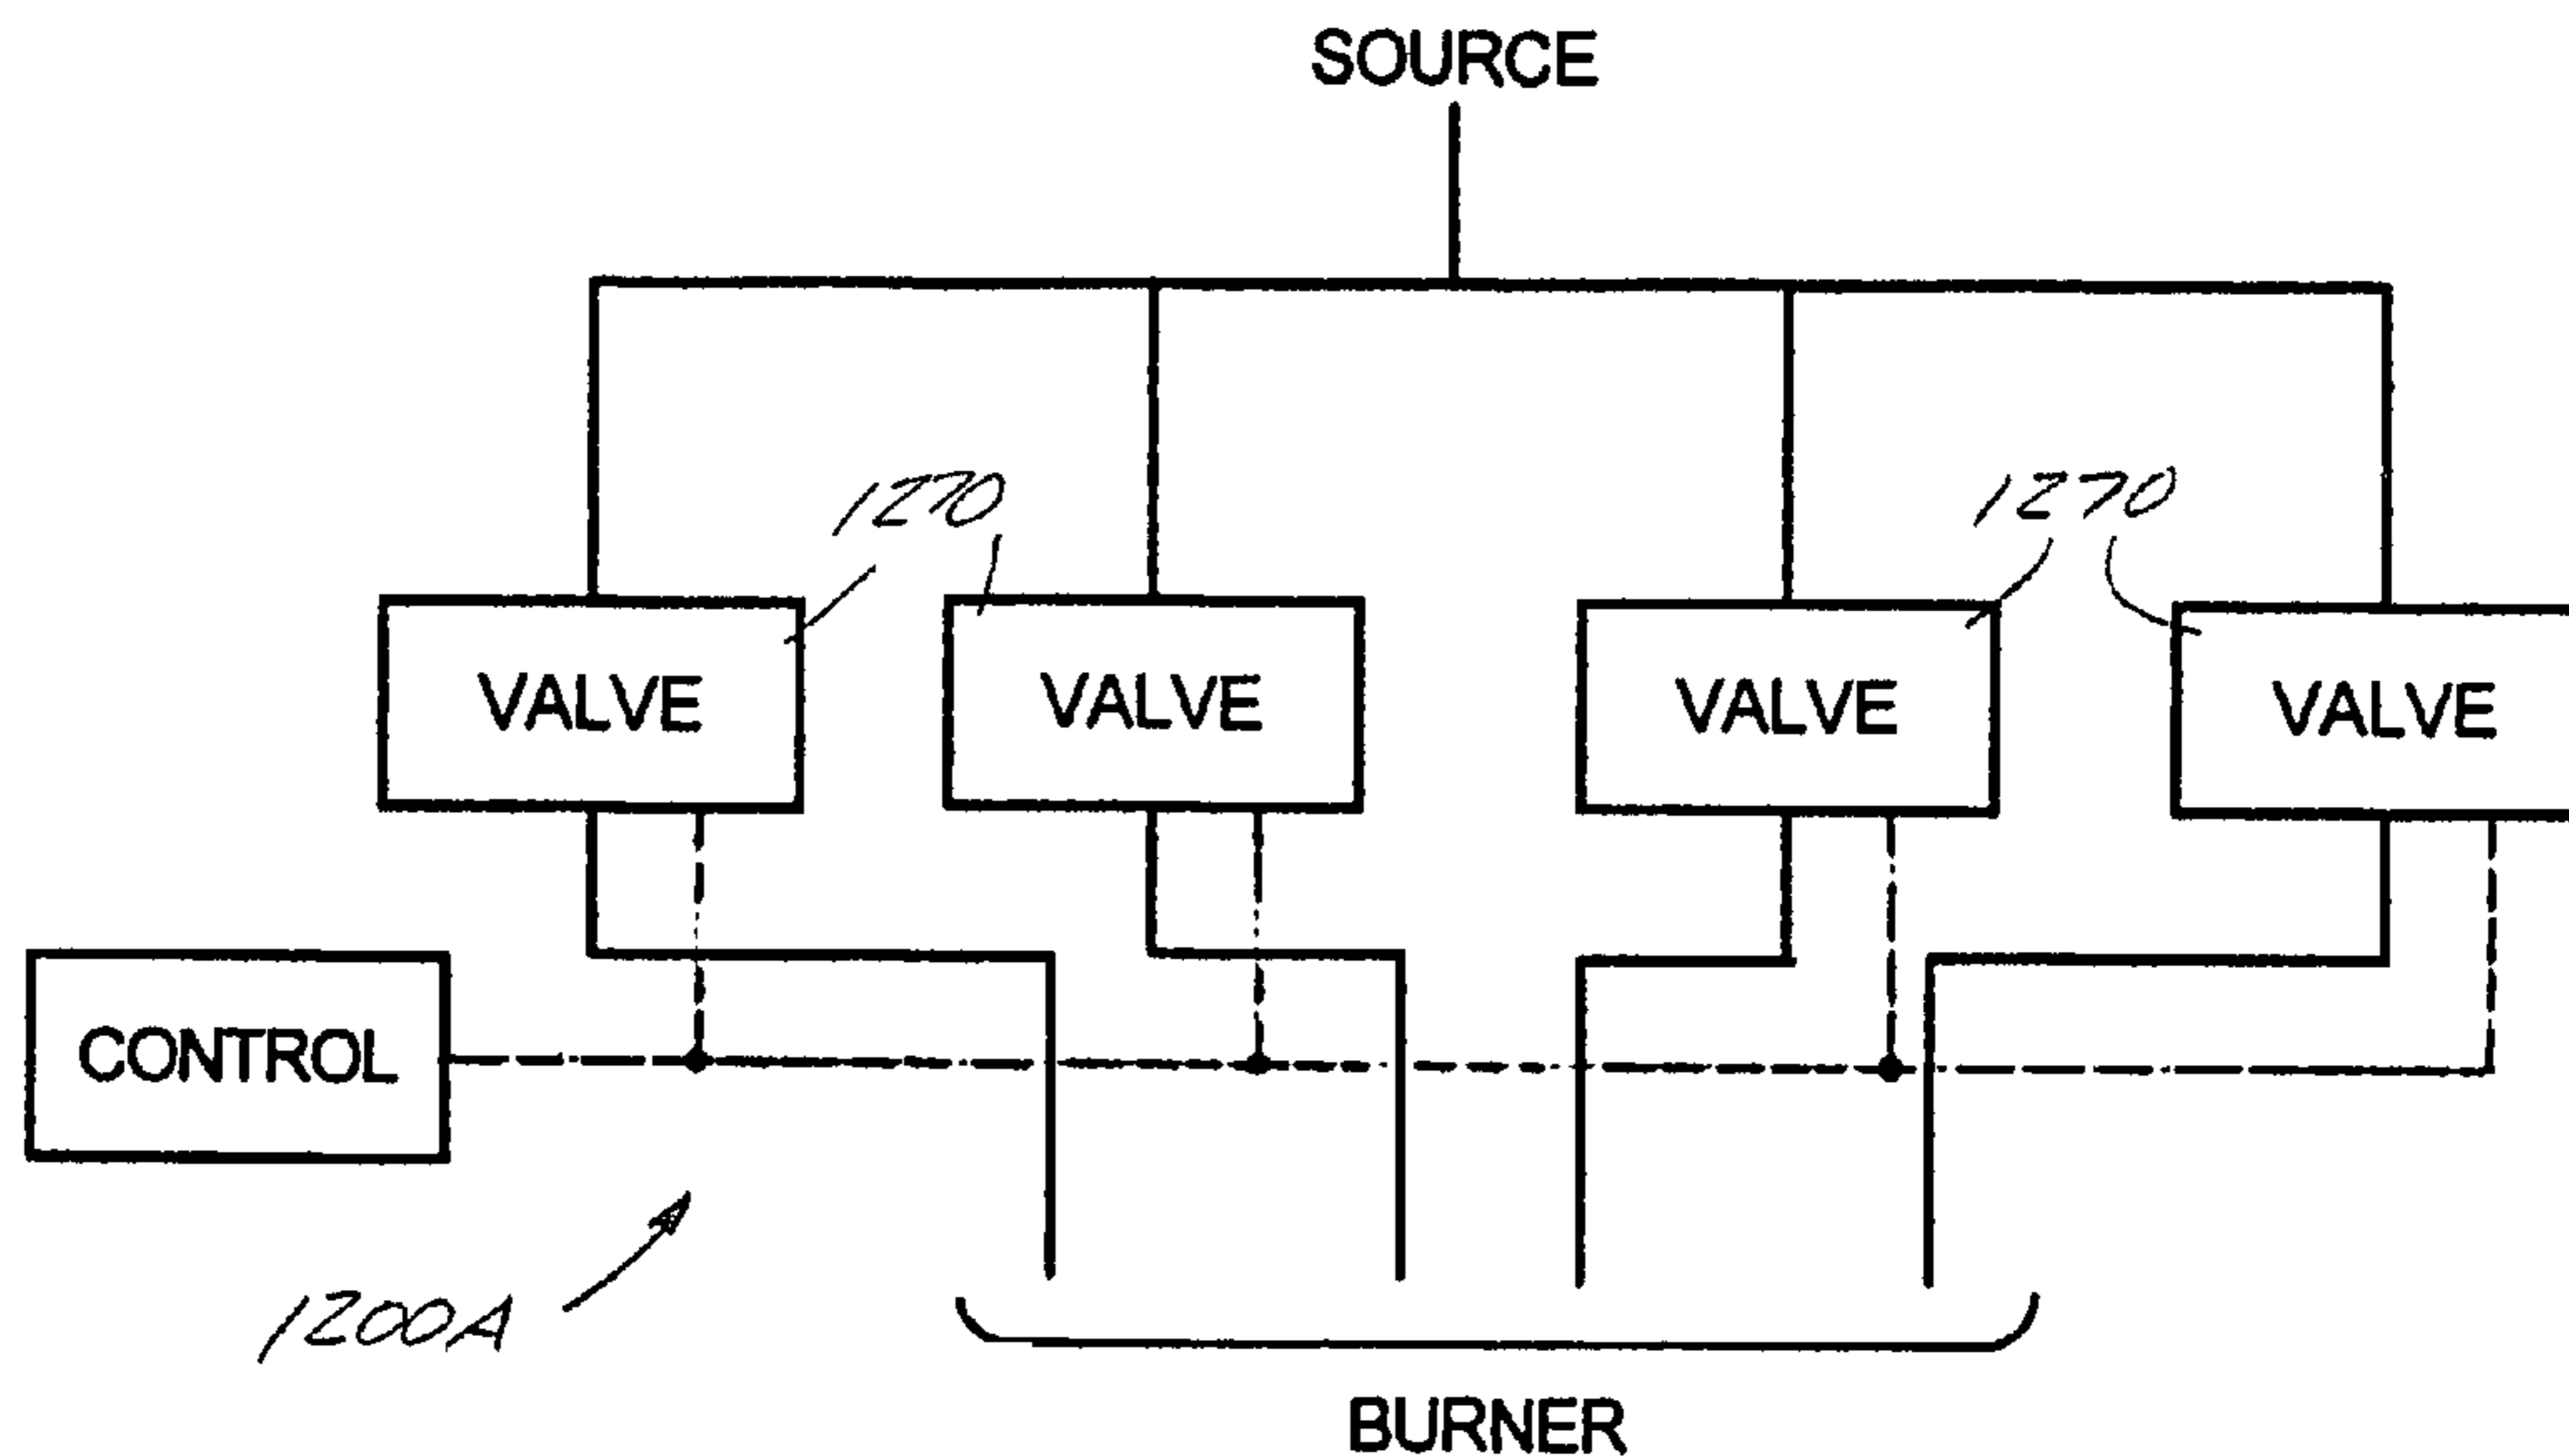 SOURCE
1270
1270
VALVE
VALVE
VALVE
VALVE
CONTROL
1200A
BURNER